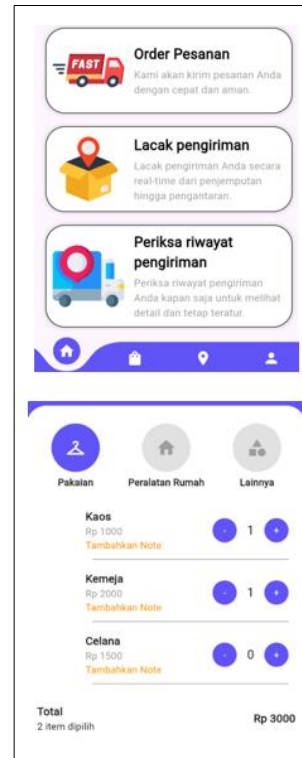 FAST
Order Pesanan
Kami akan kirim pesanan Anda
dengan cepat dan aman.
Lacak pengiriman
Lacak pengiriman Anda secara
real-time dari penjemputan
hingga pengantaran.
Periksa riwayat
pengiriman
Periksa riwayat pengiriman
Anda kapan saja untuk melihat
detail dan tetap teratur.
Pakaian Peralatan Rumah Lainnya
Kaos
Rp 1000
- 1 +
Tambahkan Note
Kemeja
Rp 2000
- 1 +
Tambahkan Note
Celana
Rp 1500
- 0 +
Tambahkan Note
Total
2 item dipilih
Rp 3000